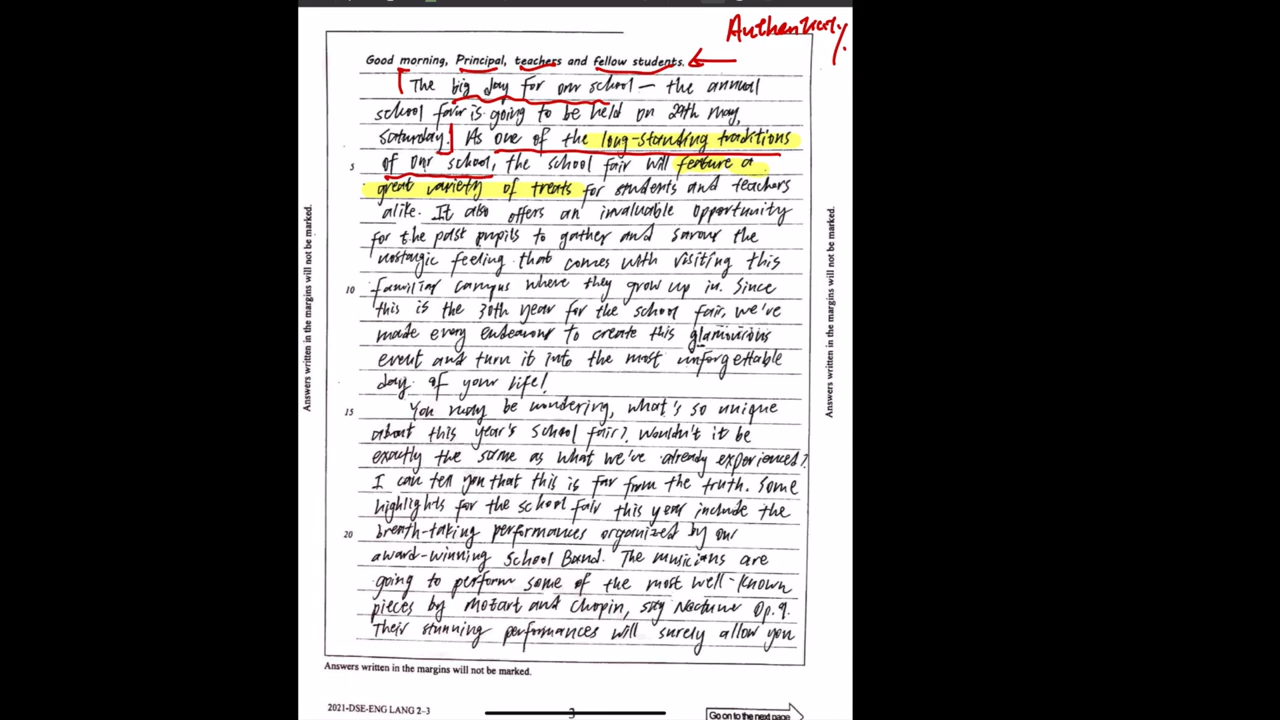 Authenticity.
Good morning, Principal, teachers and fellow students.
The big day for our school — the annual
school fair is going to be held on 29th May,
Saturday. As one of the long-standing traditions
5 of our school, the school fair will feature a
great variety of treats for students and teachers
alike. It also offers an invaluable opportunity
for the past pupils to gather and savour the
nostalgic feeling that comes with visiting this
10 familiar campus where they grow up in. Since
this is the 30th year for the school fair, we've
made every endeavour to create this glamourious
event and turn it into the most unforgettable
day of your life!
15 You may be wondering, what's so unique
about this year's school fair? Wouldn't it be
exactly the same as what we've already experienced?
I can tell you that this is far from the truth. Some
highlights for the school fair this year include the
20 breath-taking performances organized by our
award-winning School Band. The musicians are
going to perform some of the most well-known
pieces by Mozart and Chopin, say Nocturne Op.9.
Their stunning performances will surely allow you
Answers written in the margins will not be marked.
Answers written in the margins will not be marked.
Answers written in the margins will not be marked.
2021-DSE-ENG LANG 2-3
3
Go on to the next page